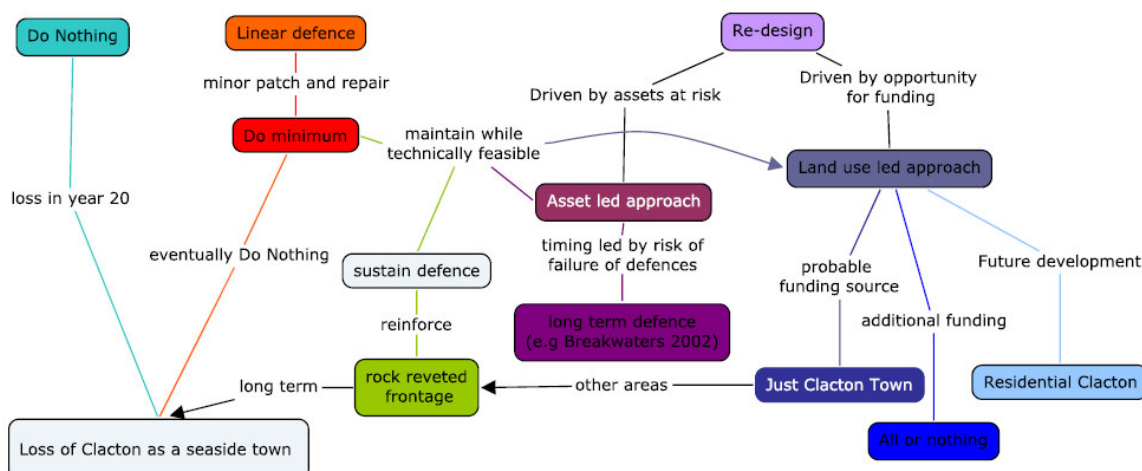 Do Nothing
Linear defence
Re-design
minor patch and repair
Driven by assets at risk
Driven by opportunity
for funding
Do minimum
maintain while
technically feasible
Land use led approach
loss in year 20
Asset led approach
eventually Do Nothing
sustain defence
timing led by risk of
failure of defences
probable
funding source
Future development
reinforce
long term defence
(e.g Breakwaters 2002)
additional funding
long term
rock reveted
frontage
other areas
Just Clacton Town
Residential Clacton
Loss of Clacton as a seaside town
All or nothing